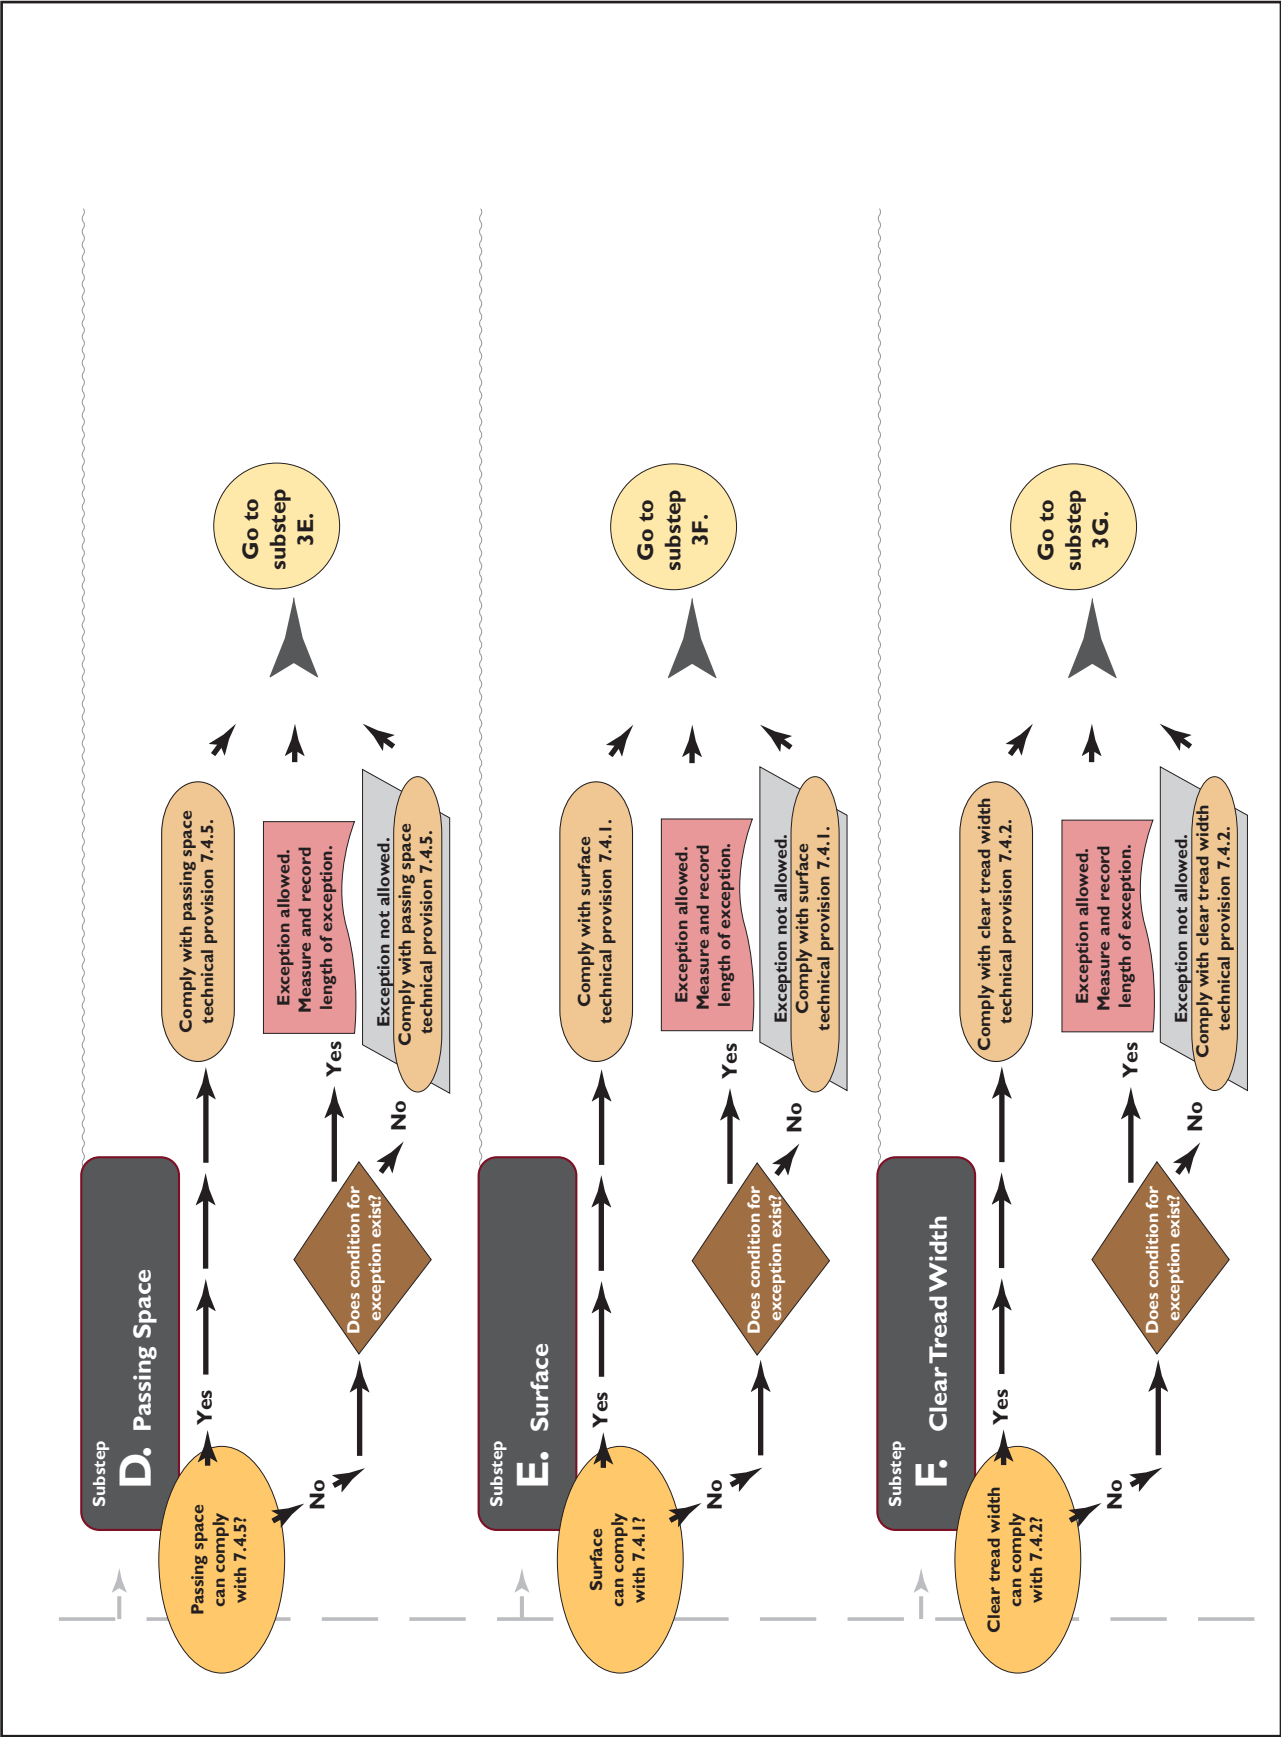 Substep
D. Passing Space
Passing space
can comply
with 7.4.5?
Yes
Comply with passing space
technical provision 7.4.5.
No
Does condition for
exception exist?
Yes
Exception allowed.
Measure and record
length of exception.
No
Exception not allowed.
Comply with passing space
technical provision 7.4.5.
Go to
substep
3E.
Substep
E. Surface
Surface
can comply
with 7.4.1?
Yes
Comply with surface
technical provision 7.4.1.
No
Does condition for
exception exist?
Yes
Exception allowed.
Measure and record
length of exception.
No
Exception not allowed.
Comply with surface
technical provision 7.4.1.
Go to
substep
3F.
Substep
F. Clear Tread Width
Clear tread width
can comply
with 7.4.2?
Yes
Comply with clear tread width
technical provision 7.4.2.
No
Does condition for
exception exist?
Yes
Exception allowed.
Measure and record
length of exception.
No
Exception not allowed.
Comply with clear tread width
technical provision 7.4.2.
Go to
substep
3G.